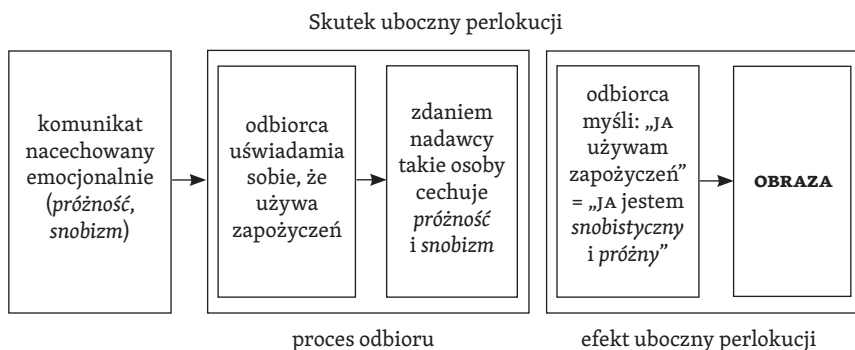 Skutek uboczny perlokucji
komunikat
nacechowany
emocjonalnie
(próżność,
snobizm)
odbiorca
uświadamia
sobie, że
używa
zapożyczeń
zdaniem
nadawcy
takie osoby
cechuje
próżność
i snobizm
odbiorca
myśli: „JA
używam
zapożyczeń”
= „JA jestem
snobistyczny
i próżny”
OBRAZA
proces odbioru
efekt uboczny perlokucji